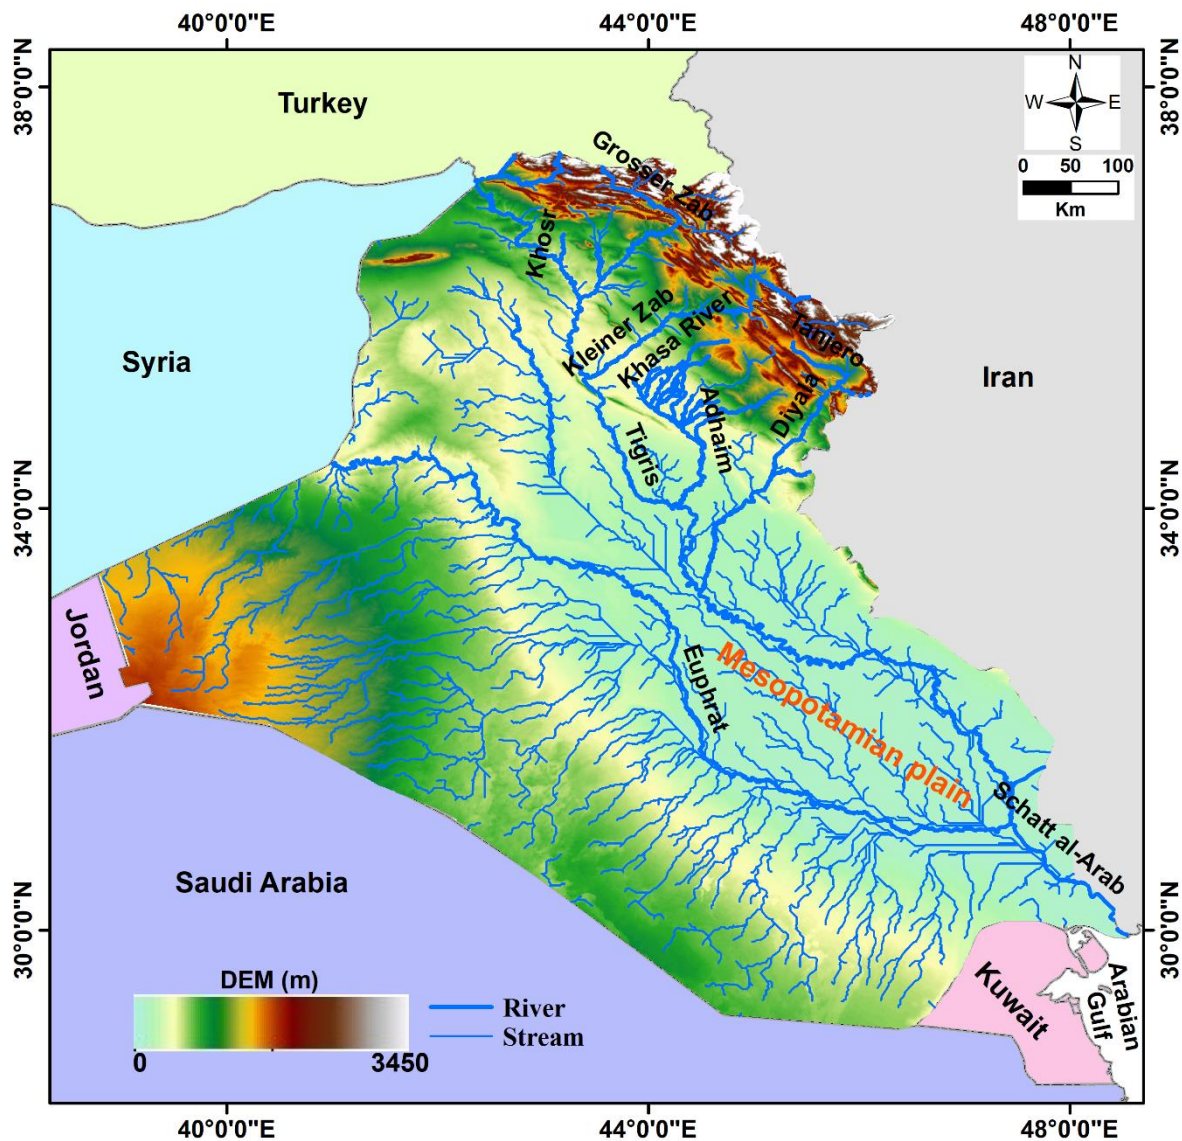 40°0'0"E 44°0'0"E 48°0'0"E
38°0'0"N
38°0'0"N
N
W E
S
0 50 100
Km
Turkey
Grosser Zab
Khosr
Kleiner Zab
Khasa River
Tanjero
Syria
Iran
Diyala
Adhaim
Tigris
34°0'0"N
34°0'0"N
Jordan
Euphrat
Mesopotamian plain
Schatt al-Arab
Saudi Arabia
30°0'0"N
30°0'0"N
Kuwait
Arabian
Gulf
DEM (m)
0 3450
River
Stream
40°0'0"E 44°0'0"E 48°0'0"E